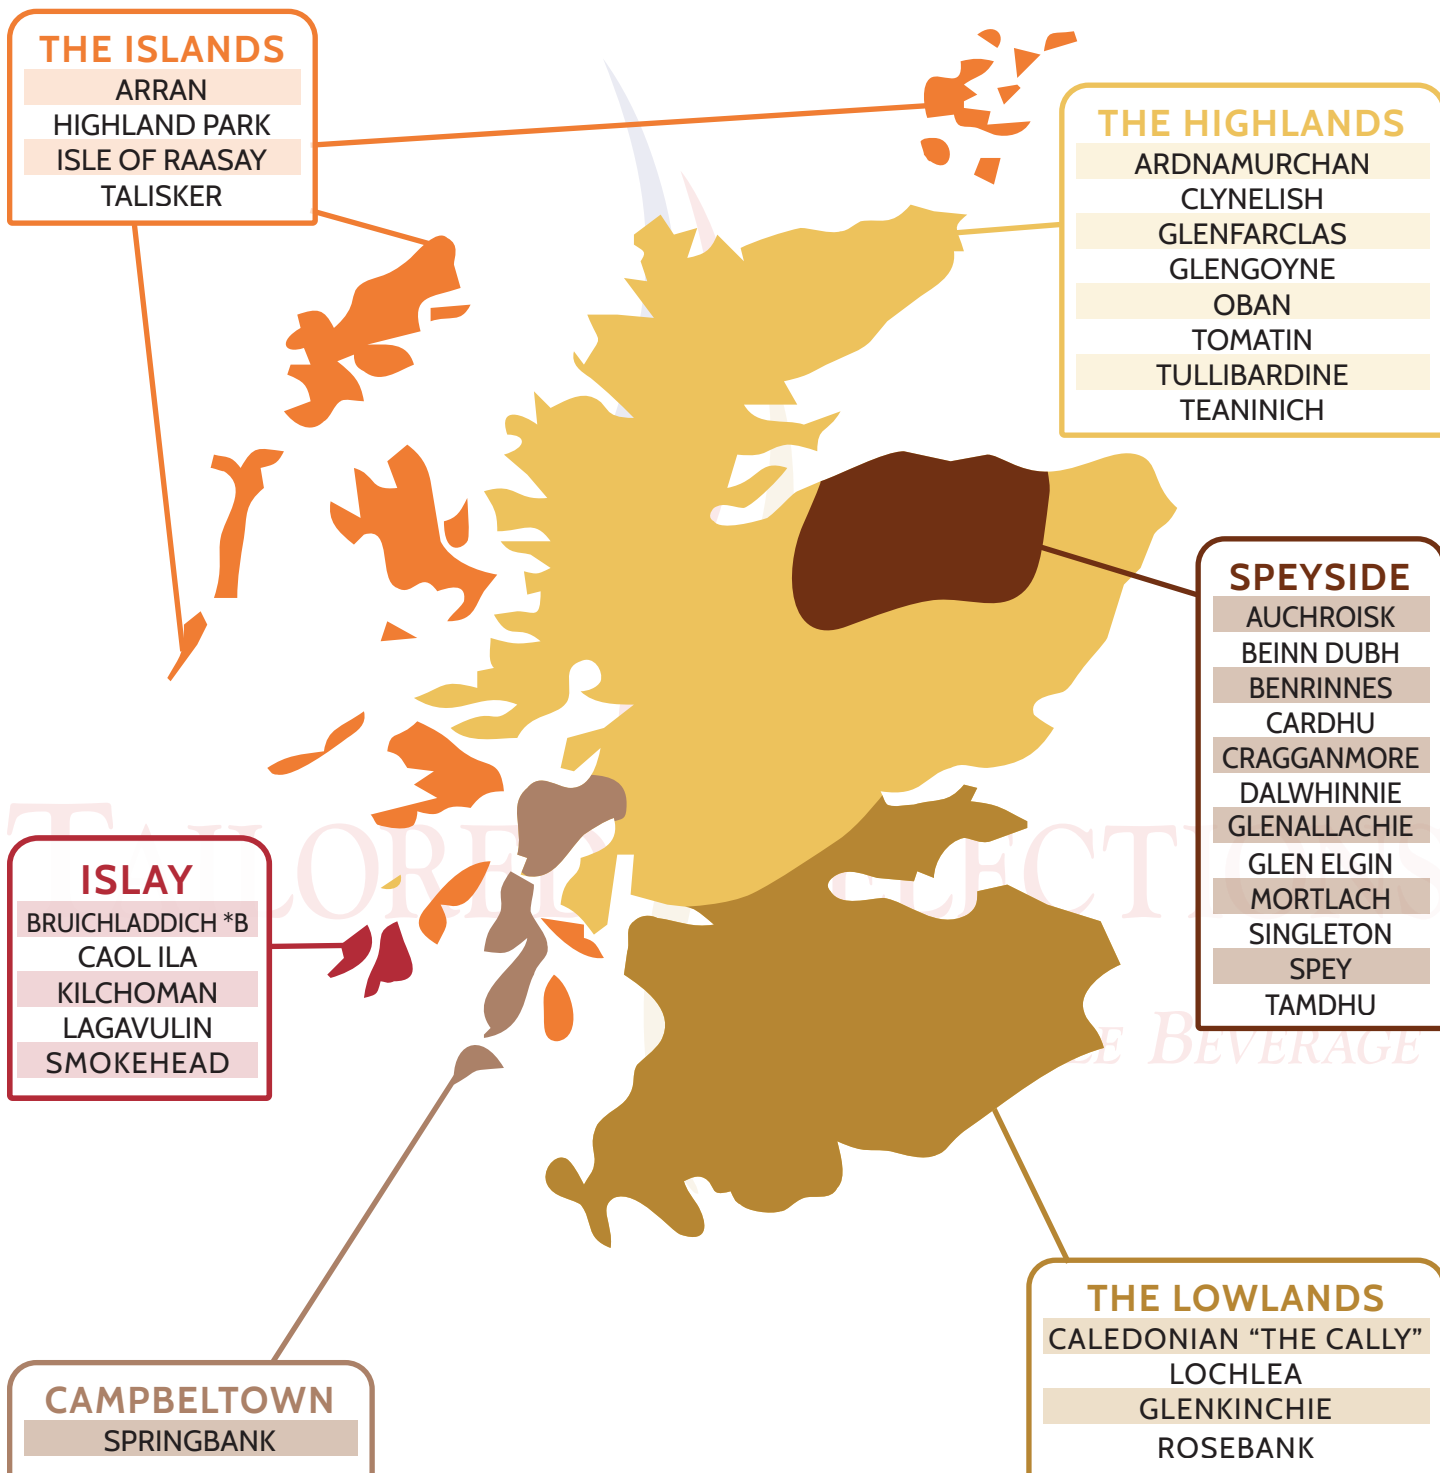 THE ISLANDS
ARRAN
HIGHLAND PARK
ISLE OF RAASAY
TALISKER
THE HIGHLANDS
ARDNAMURCHAN
CLYNELISH
GLENFARCLAS
GLENGOYNE
OBAN
TOMATIN
TULLIBARDINE
TEANINICH
SPEYSIDE
AUCHROISK
BEINN DUBH
BENRINNES
CARDHU
CRAGGANMORE
DALWHINNIE
GLENALLACHIE
GLEN ELGIN
MORTLACH
SINGLETON
SPEY
TAMDHU
ISLAY
BRUICHLADDICH *B
CAOL ILA
KILCHOMAN
LAGAVULIN
SMOKEHEAD
BEVERAGE
THE LOWLANDS
CALEDONIAN “THE CALLY”
LOCHLEA
GLENKINCHIE
ROSEBANK
CAMPBELTOWN
SPRINGBANK